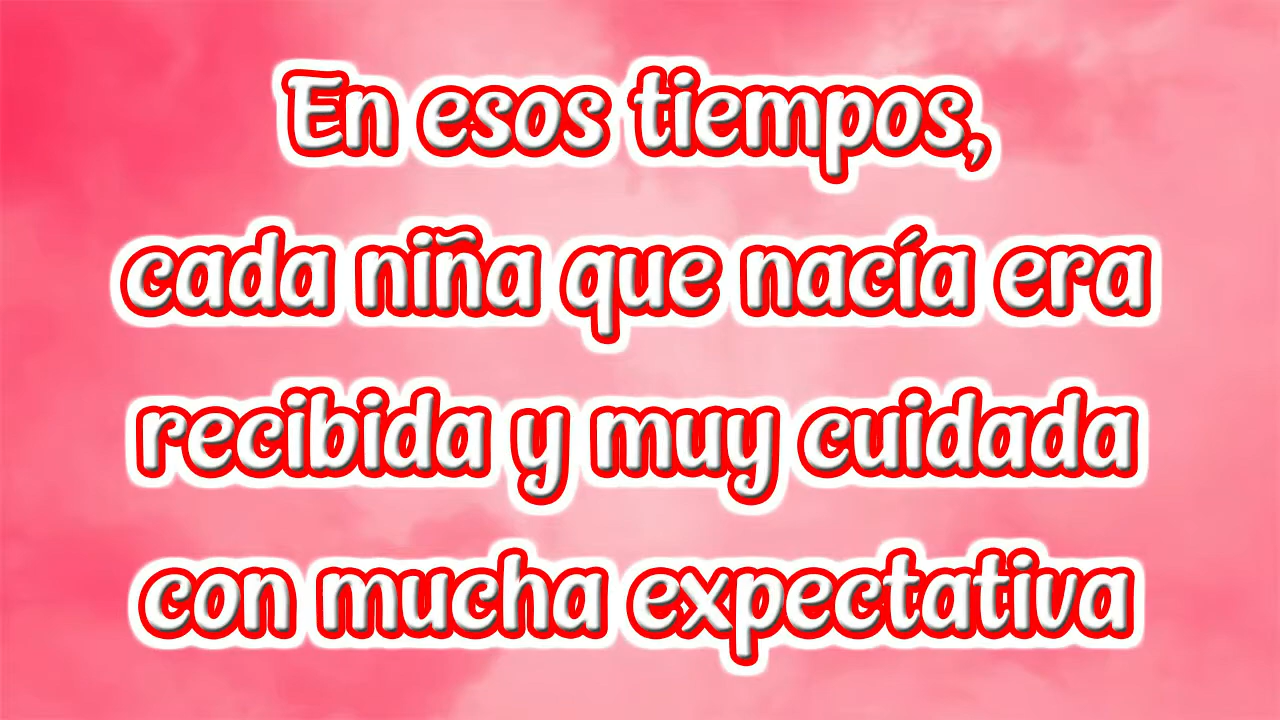 En esos tiempos,
cada niña que nacía era
recibida y muy cuidada
con mucha expectativa